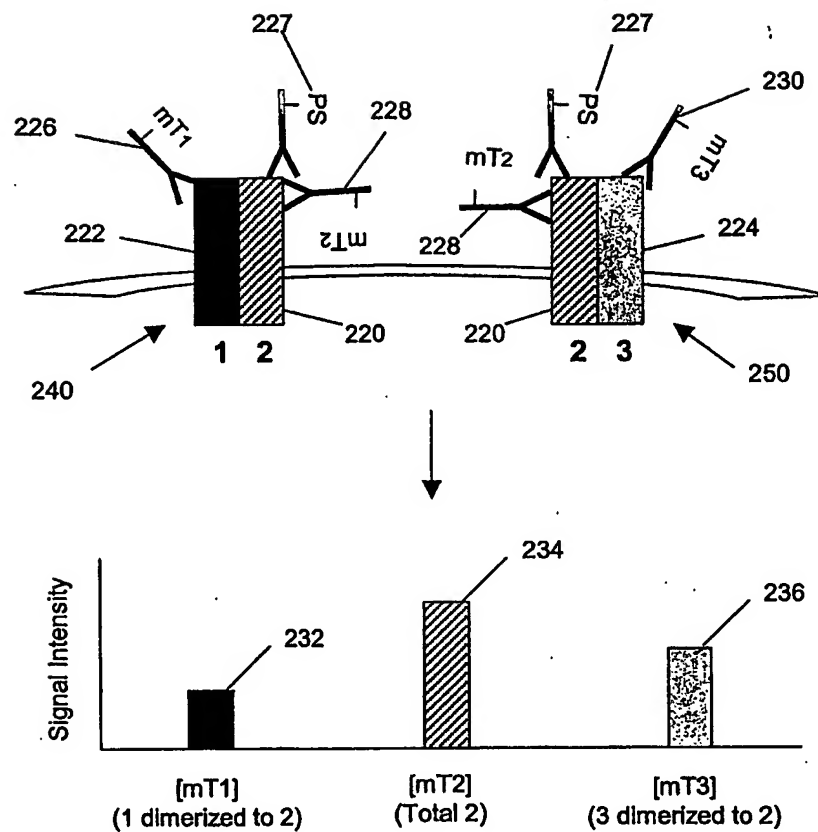 227
227
230
226
mT1
PS
228
PS
mT2
mT3
222
mT2
228
224
220
220
1 2
2 3
240
250
Signal Intensity
232
234
236
[mT1]
(1 dimerized to 2)
[mT2]
(Total 2)
[mT3]
(3 dimerized to 2)